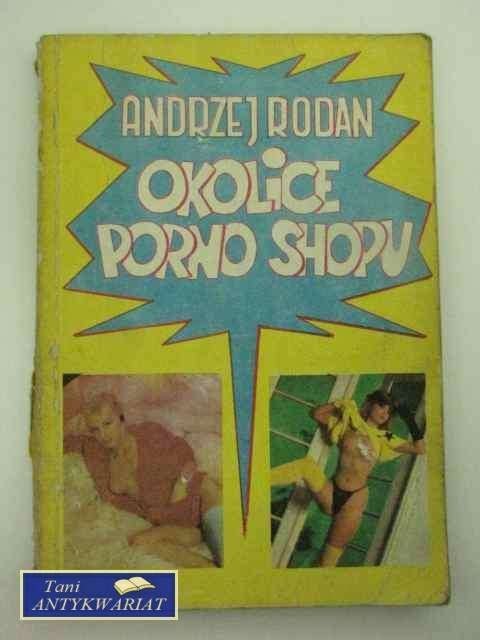 ANDRZEJ RODAN
OKOLiCE
PORNO SHOPU
Tani
ANTYKWARIAT